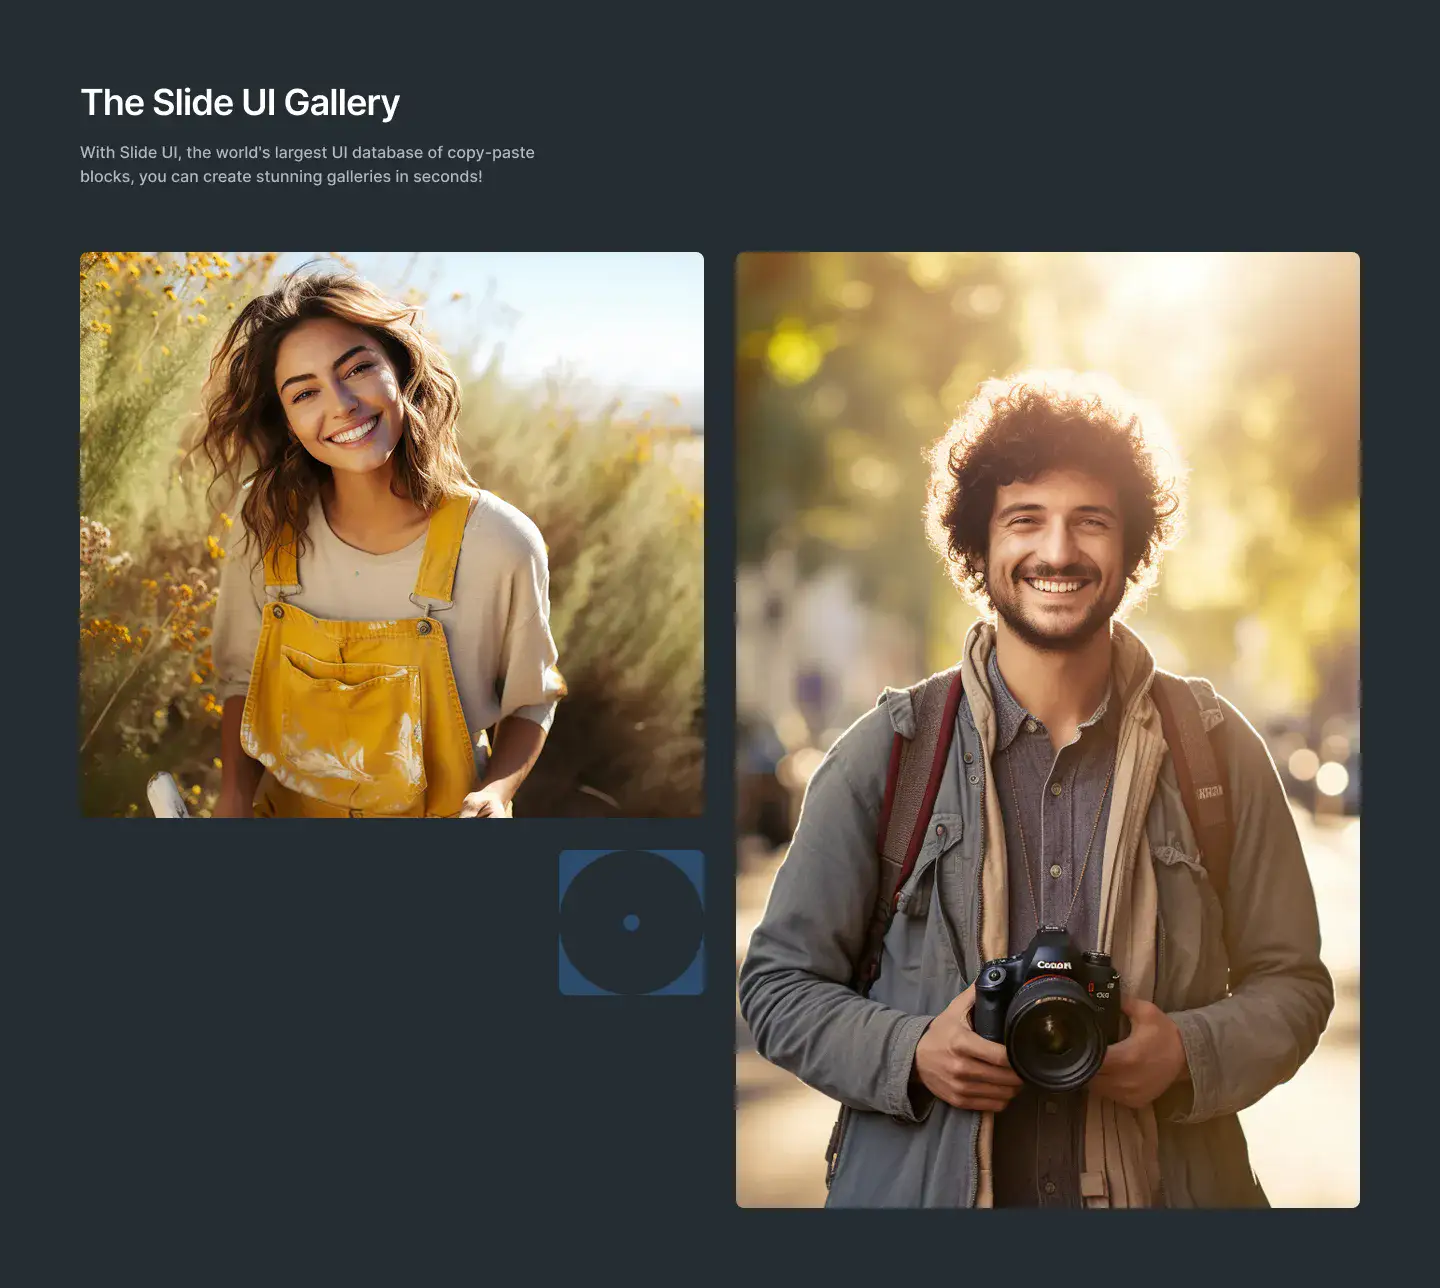 The Slide UI Gallery
With Slide UI, the world's largest UI database of copy-paste
blocks, you can create stunning galleries in seconds!
Canon